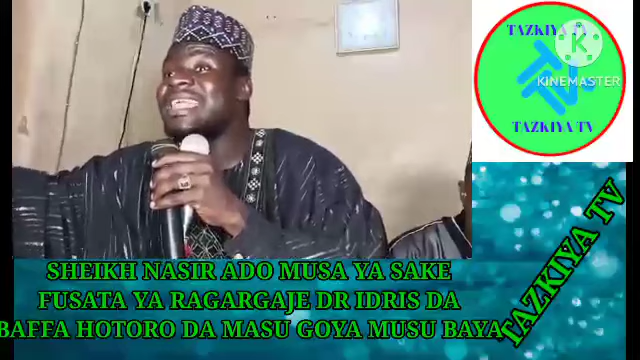 TAZKIYA TV
KINEMASTER
TAZKIYA TV
TAZKIYA TV
SHEIKH NASIR ADO MUSA YA SAKE
FUSATA YA RAGARGAJE DR IDRIS DA
BAFFA HOTORO DA MASU GOYA MUSU BAYA